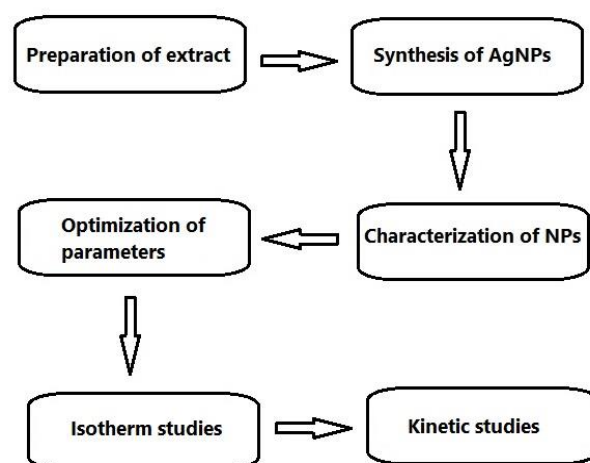 Preparation of extract
Synthesis of AgNPs
Characterization of NPs
Optimization of
parameters
Isotherm studies
Kinetic studies